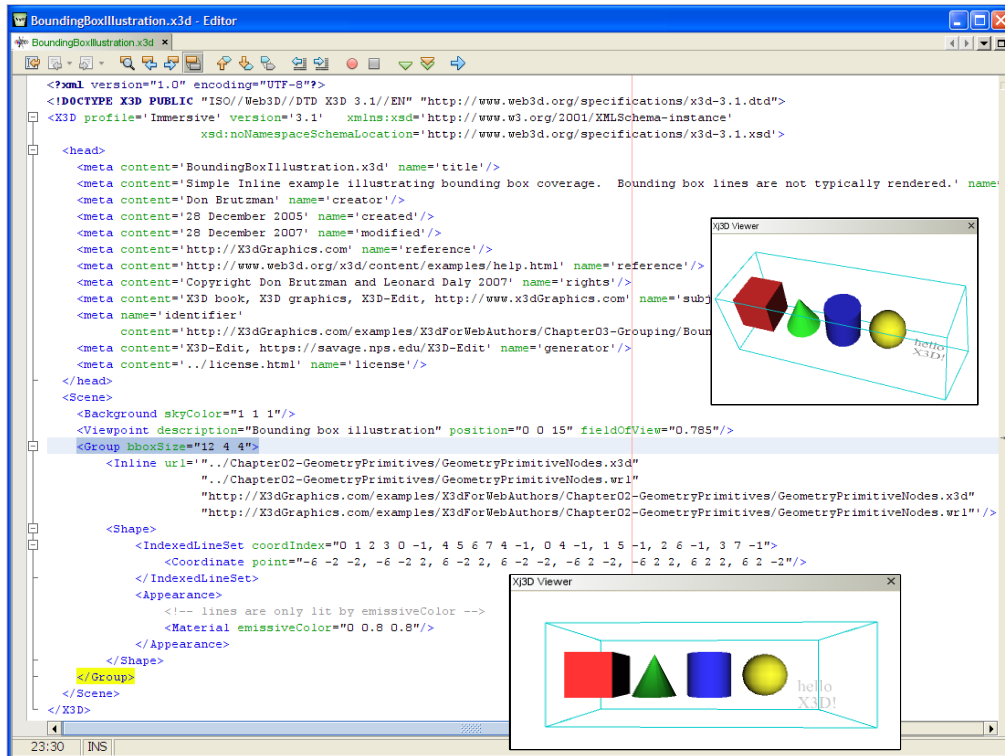 BoundingBoxIllustration.x3d - Editor
BoundingBoxIllustration.x3d
<?xml version="1.0" encoding="UTF-8"?>
<!DOCTYPE X3D PUBLIC "ISO//Web3D//DTD X3D 3.1//EN" "http://www.web3d.org/specifications/x3d-3.1.dtd">
<X3D profile='Immersive' version='3.1' xmlns:xsd='http://www.w3.org/2001/XMLSchema-instance'
xsd:noNamespaceSchemaLocation='http://www.web3d.org/specifications/x3d-3.1.xsd'>
<head>
<meta content='BoundingBoxIllustration.x3d' name='title'/>
<meta content='Simple Inline example illustrating bounding box coverage. Bounding box lines are not typically rendered.' name=
<meta content='Don Brutzman' name='creator'/>
<meta content='28 December 2005' name='created'/>
<meta content='28 December 2007' name='modified'/>
<meta content='http://X3dGraphics.com' name='reference'/>
<meta content='http://www.web3d.org/x3d/content/examples/help.html' name='reference'/>
<meta content='Copyright Don Brutzman and Leonard Daly 2007' name='rights'/>
<meta content='X3D book, X3D graphics, X3D-Edit, http://www.x3dGraphics.com' name='subj
<meta name='identifier'
content='http://X3dGraphics.com/examples/X3dForWebAuthors/Chapter03-Grouping/Boun
<meta content='X3D-Edit, https://savage.nps.edu/X3D-Edit' name='generator'/>
<meta content='../license.html' name='license'/>
</head>
<Scene>
<Background skyColor="1 1 1"/>
<Viewpoint description="Bounding box illustration" position="0 0 15" fieldOfView="0.785"/>
<Group bboxSize="12 4 4">
<Inline url='"../Chapter02-GeometryPrimitives/GeometryPrimitiveNodes.x3d"
"../Chapter02-GeometryPrimitives/GeometryPrimitiveNodes.wrl"
"http://X3dGraphics.com/examples/X3dForWebAuthors/Chapter02-GeometryPrimitives/GeometryPrimitiveNodes.x3d"
"http://X3dGraphics.com/examples/X3dForWebAuthors/Chapter02-GeometryPrimitives/GeometryPrimitiveNodes.wrl"'/>
<Shape>
<IndexedLineSet coordIndex="0 1 2 3 0 -1, 4 5 6 7 4 -1, 0 4 -1, 1 5 -1, 2 6 -1, 3 7 -1">
<Coordinate point="-6 -2 -2, -6 -2 2, 6 -2 2, 6 -2 -2, -6 2 -2, -6 2 2, 6 2 2, 6 2 -2"/>
</IndexedLineSet>
<Appearance>
<!-- lines are only lit by emissiveColor -->
<Material emissiveColor="0 0.8 0.8"/>
</Appearance>
</Shape>
</Group>
</Scene>
</X3D>
Xj3D Viewer
hello
X3D!
Xj3D Viewer
hello
X3D!
23:30 INS